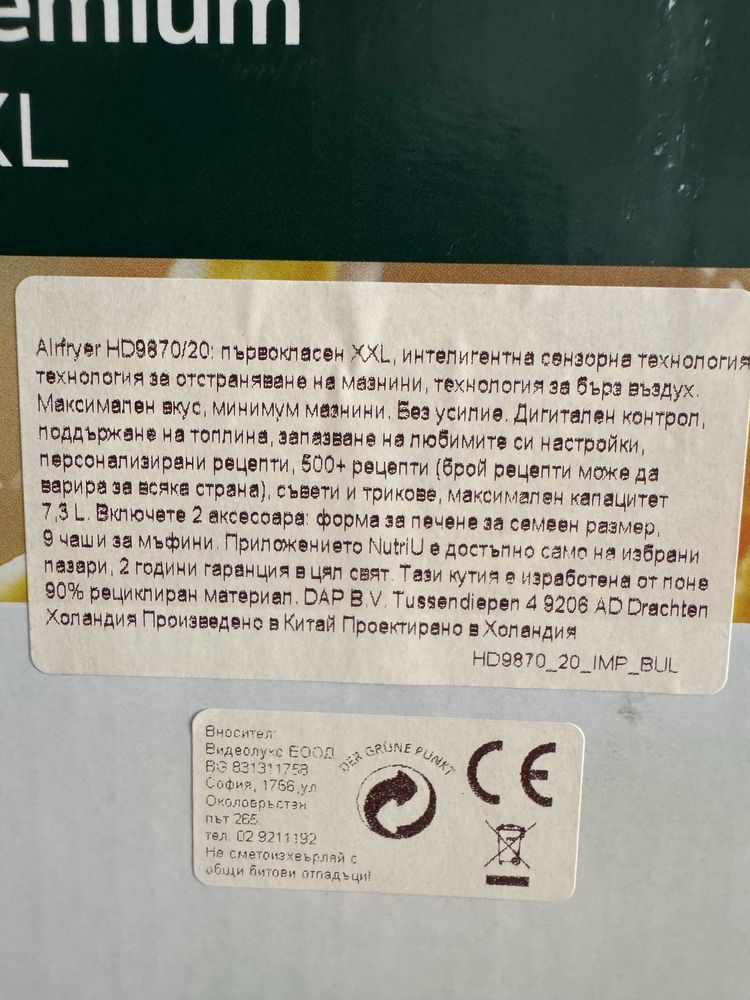 emium
XL
Airfryer HD9870/20: първокласен XXL, интелигентна сензорна технология
технология за отстраняване на мазнини, технология за бърз въздух.
Максимален вкус, минимум мазнини. Без усилие. Дигитален контрол,
поддържане на топлина, запазване на любимите си настройки,
персонализирани рецепти, 500+ рецепти (брой рецепти може да
варира за всяка страна), съвети и трикове, максимален капацитет
7,3 L. Включете 2 аксесоара: форма за печене за семеен размер,
9 чаши за мъфини. Приложението NutriU е достъпно само на избрани
пазари, 2 години гаранция в цял свят. Тази кутия е изработена от поне
90% рециклиран материал. DAP B.V. Tussendiepen 4 9206 AD Drachten
Холандия Произведено в Китай Проектирано в Холандия
HD9870_20_IMP_BUL
Вносител:
Видеолукс ЕООД
BG 831311758
София, 1756,ул
Околовръстен
път 265
тел. 02 9211192
Не сметоизхвърляй с
общи битови отпадъци!
DER GRÜNE PUNKT
CE